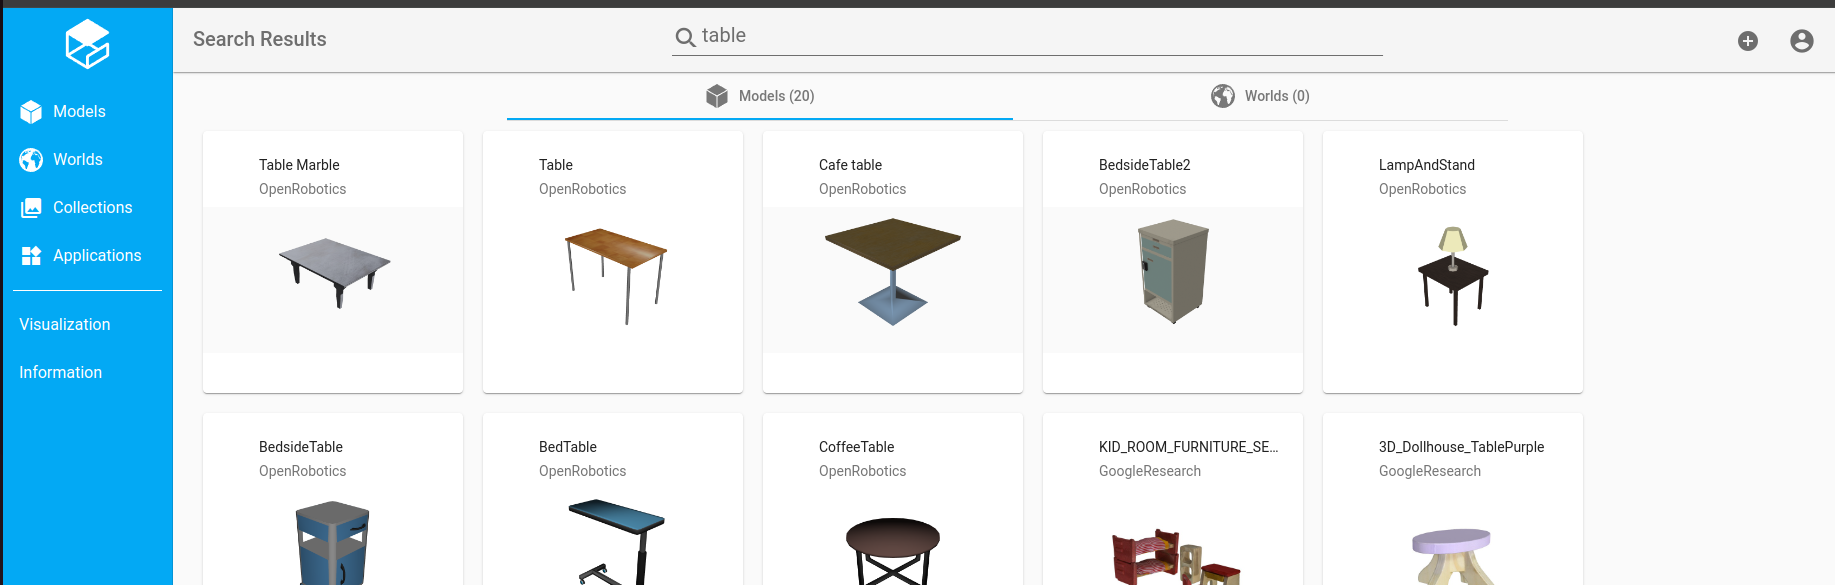 Search Results
table
Models
Worlds
Collections
Applications
Visualization
Information
Models (20)
Worlds (0)
Table Marble
OpenRobotics
Table
OpenRobotics
Cafe table
OpenRobotics
BedsideTable2
OpenRobotics
LampAndStand
OpenRobotics
BedsideTable
OpenRobotics
BedTable
OpenRobotics
CoffeeTable
OpenRobotics
KID_ROOM_FURNITURE_SE...
GoogleResearch
3D_Dollhouse_TablePurple
GoogleResearch